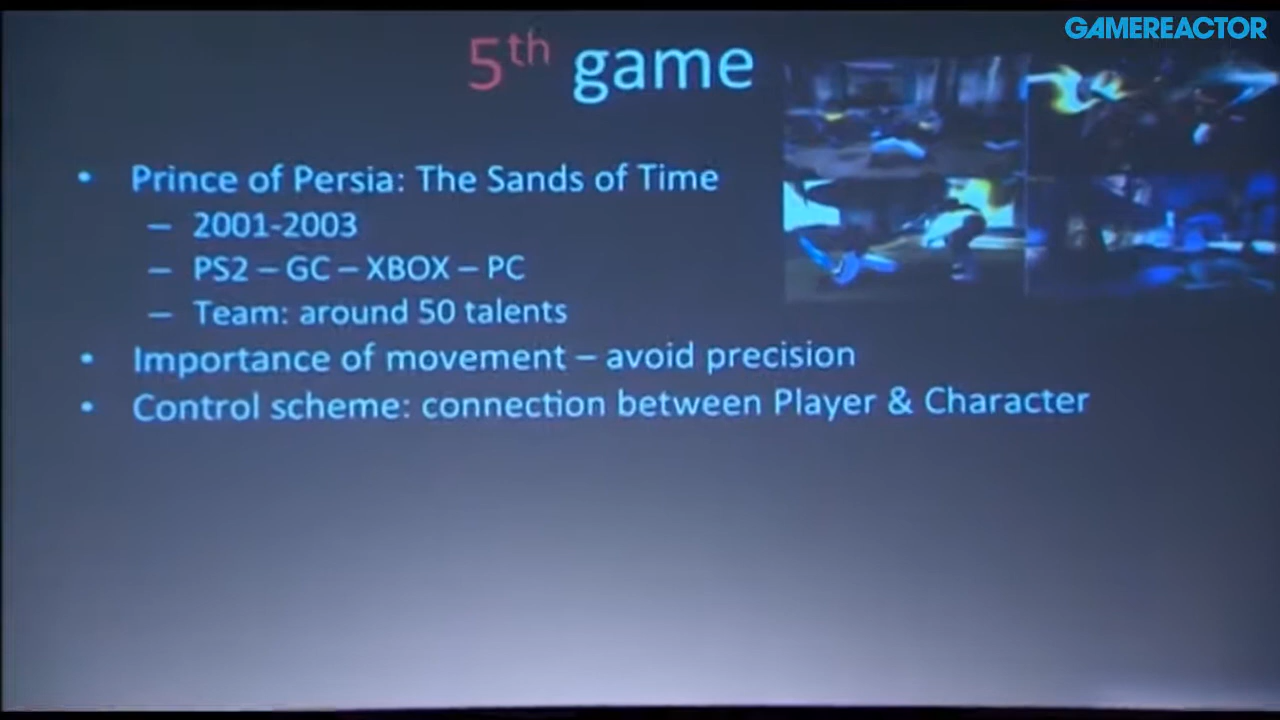 GAMEREACTOR
5th game
• Prince of Persia: The Sands of Time
– 2001-2003
– PS2 – GC – XBOX – PC
– Team: around 50 talents
• Importance of movement – avoid precision
• Control scheme: connection between Player & Character